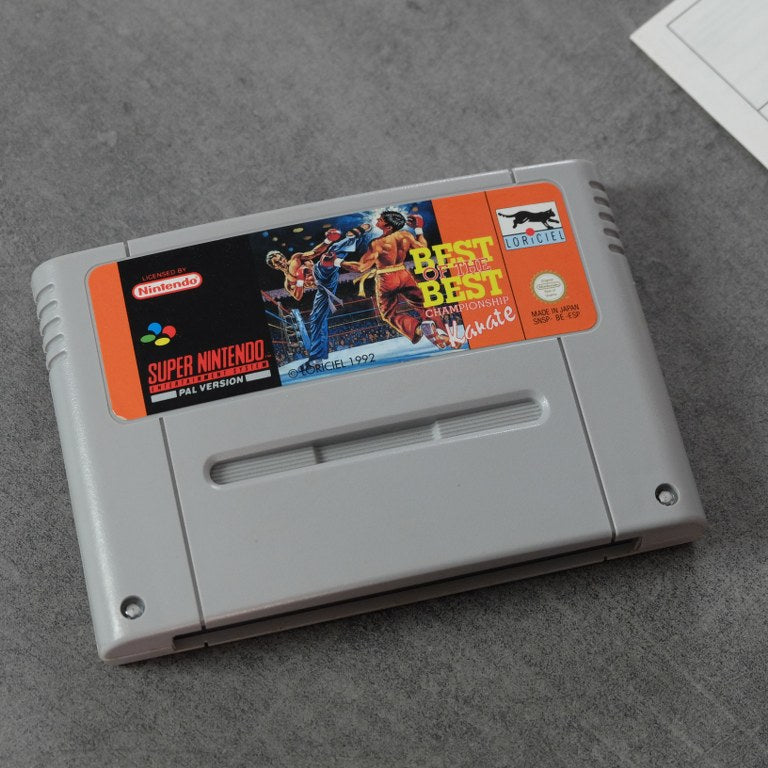 LICENSED BY
Nintendo
SUPER NINTENDO
ENTERTAINMENT SYSTEM
PAL VERSION
© LORICIEL 1992
BEST
OF THE
BEST
CHAMPIONSHIP
Karate
LORICIEL
Nintendo
MADE IN JAPAN
SNSP- BE -ESP